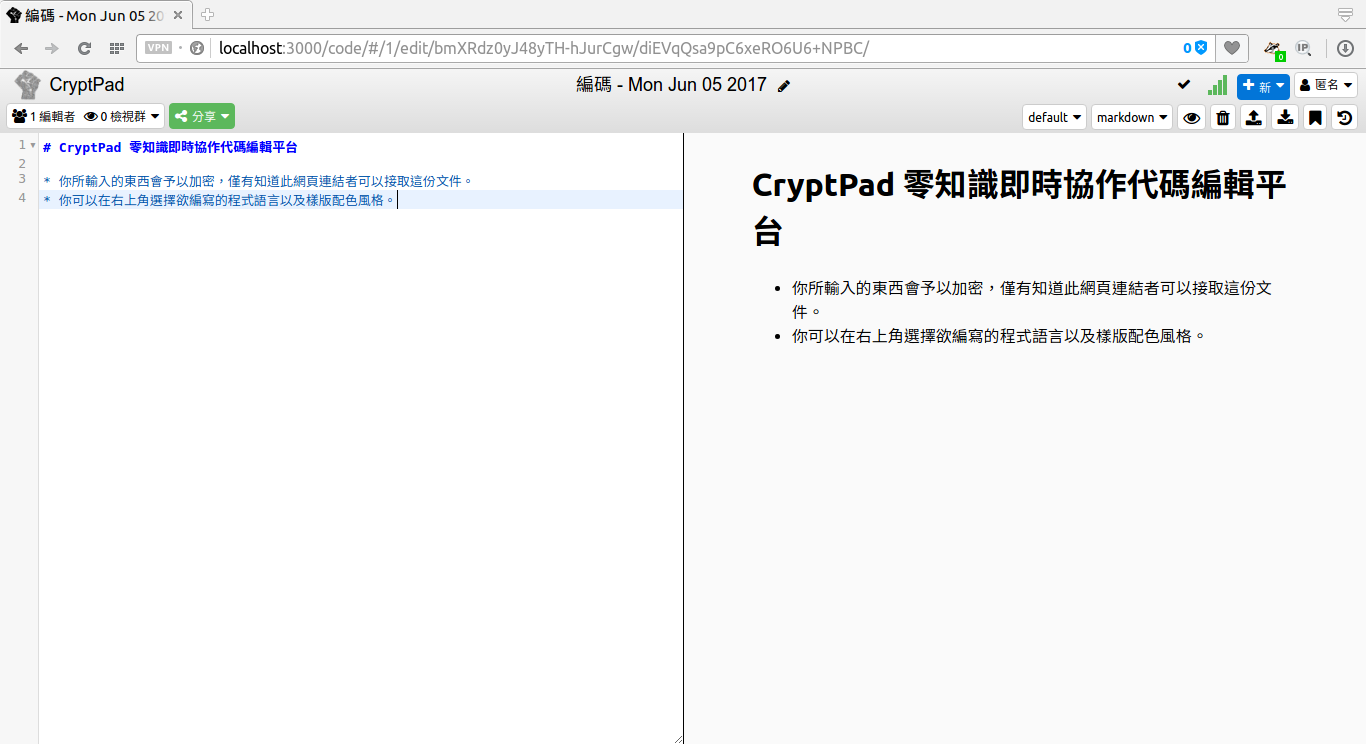 編碼 - Mon Jun 05 20
VPN
localhost:3000/code/#/1/edit/bmXRdz0yJ48yTH-hJurCgw/diEVqQsa9pC6xeRO6U6+NPBC/
0
0
IP
CryptPad
編碼 - Mon Jun 05 2017
新
匿名
1 編輯者 0 檢視群
分享
default
markdown
1 # CryptPad 零知識即時協作代碼編輯平台
2
3 * 你所輸入的東西會予以加密，僅有知道此網頁連結者可以接取這份文件。
4 * 你可以在右上角選擇欲編寫的程式語言以及樣版配色風格。
CryptPad 零知識即時協作代碼編輯平
台
• 你所輸入的東西會予以加密，僅有知道此網頁連結者可以接取這份文
件。
• 你可以在右上角選擇欲編寫的程式語言以及樣版配色風格。